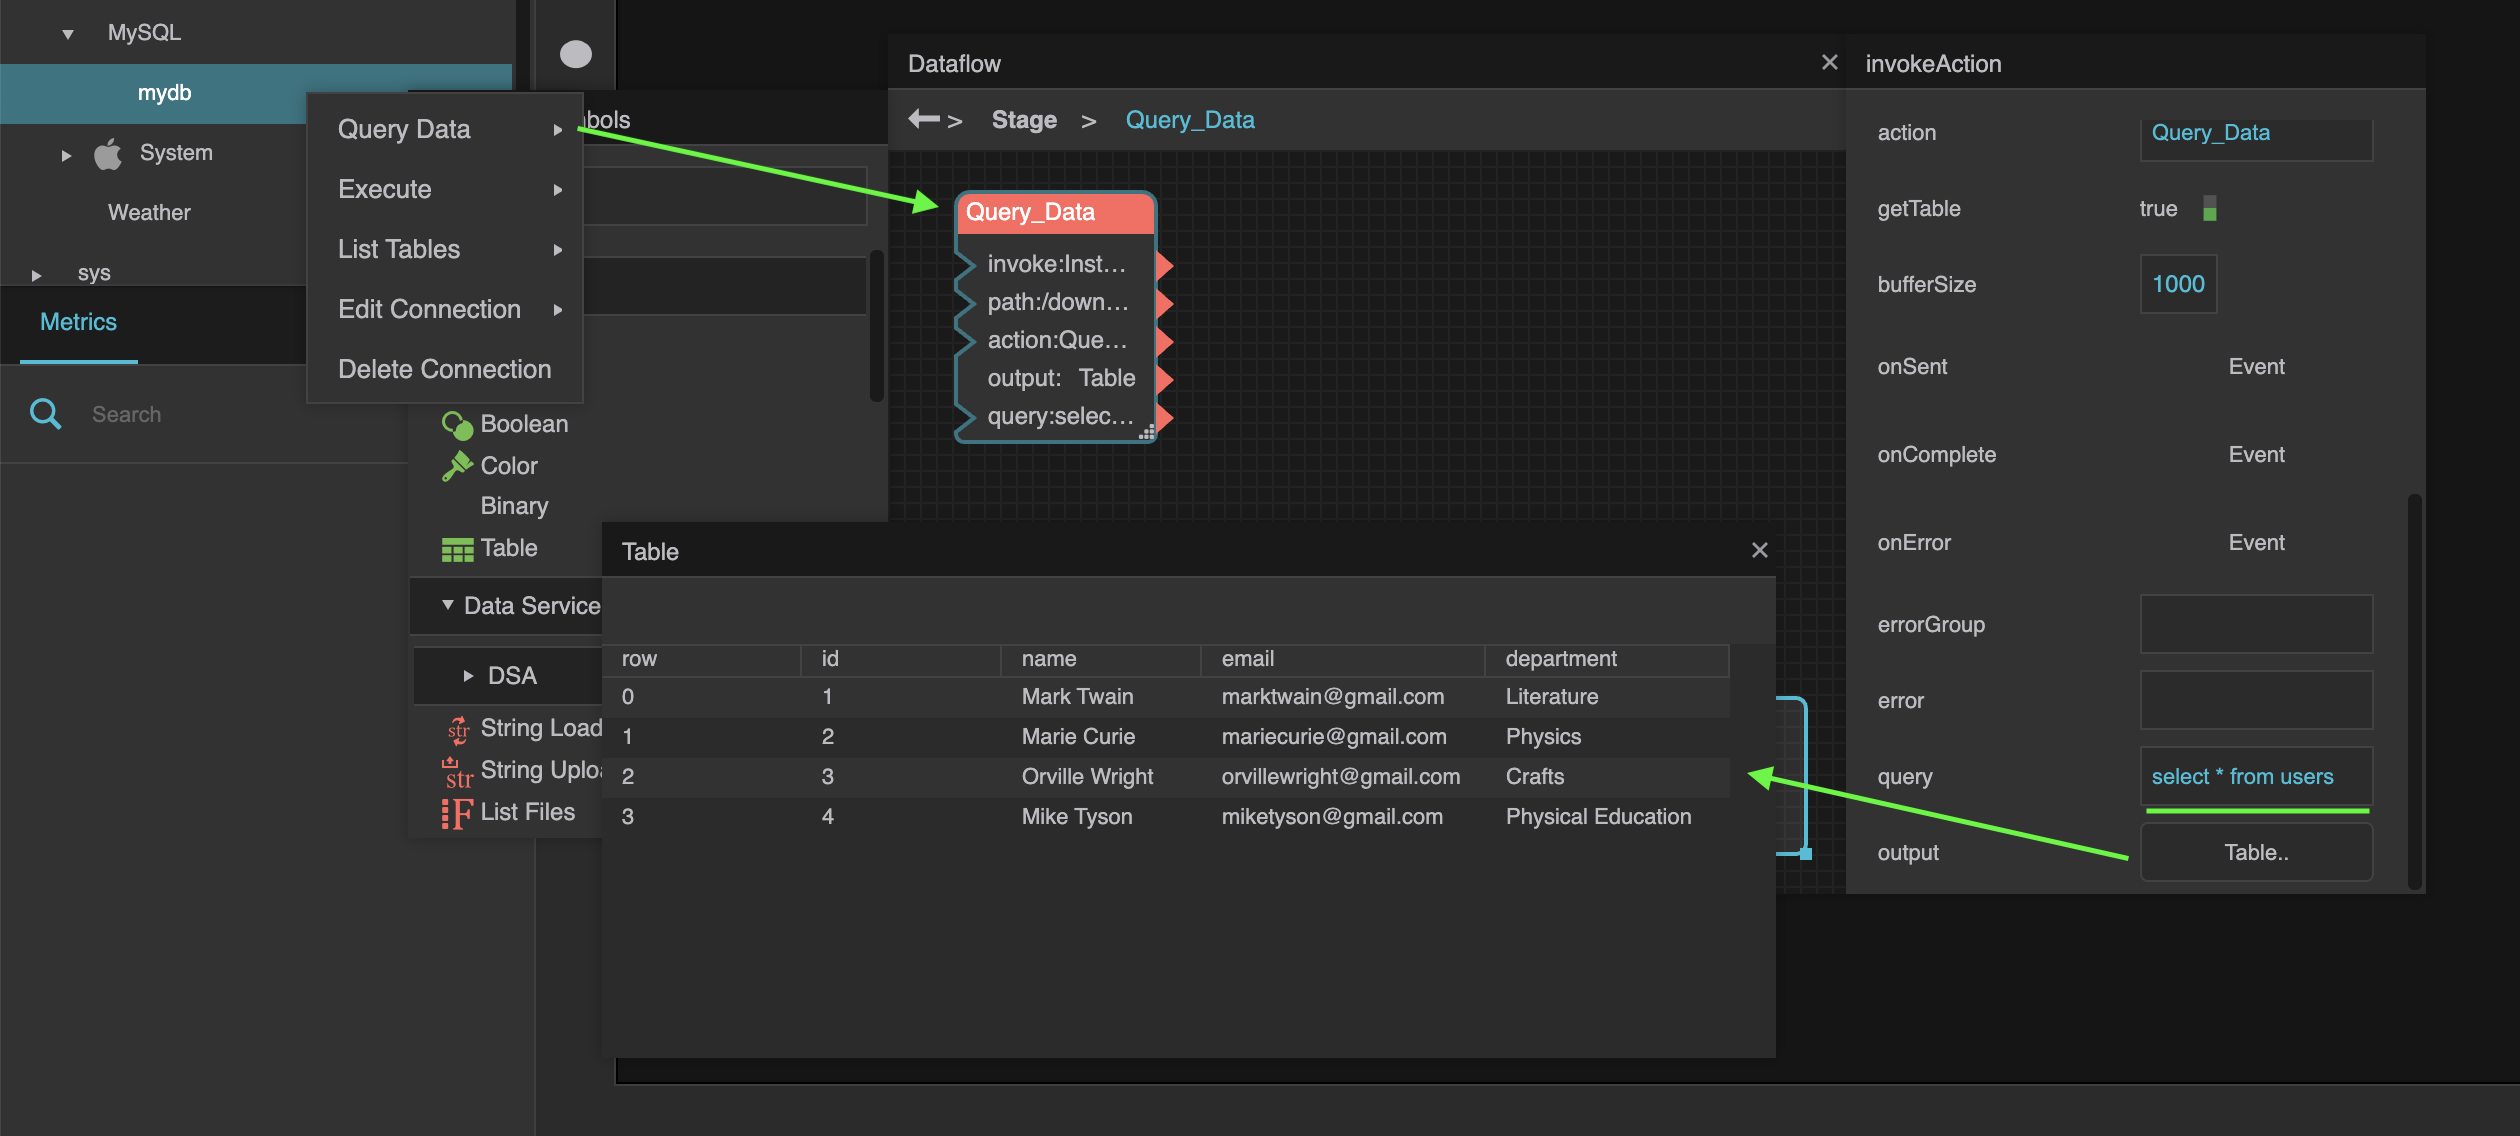 MySQL
mydb
System
Weather
sys
Metrics
Search
Query Data
Execute
List Tables
Edit Connection
Delete Connection
bols
Boolean
Color
Binary
Table
Data Service
DSA
str
String Load
str
String Uploa
F
List Files
Dataflow
> Stage > Query_Data
Query_Data
invoke:Inst...
path:/down...
action:Que...
output: Table
query:selec...
Table
row id name email department
0 1 Mark Twain marktwain@gmail.com Literature
1 2 Marie Curie mariecurie@gmail.com Physics
2 3 Orville Wright orvillewright@gmail.com Crafts
3 4 Mike Tyson miketyson@gmail.com Physical Education
invokeAction
action Query_Data
getTable true
bufferSize 1000
onSent Event
onComplete Event
onError Event
errorGroup
error
query select * from users
output Table..